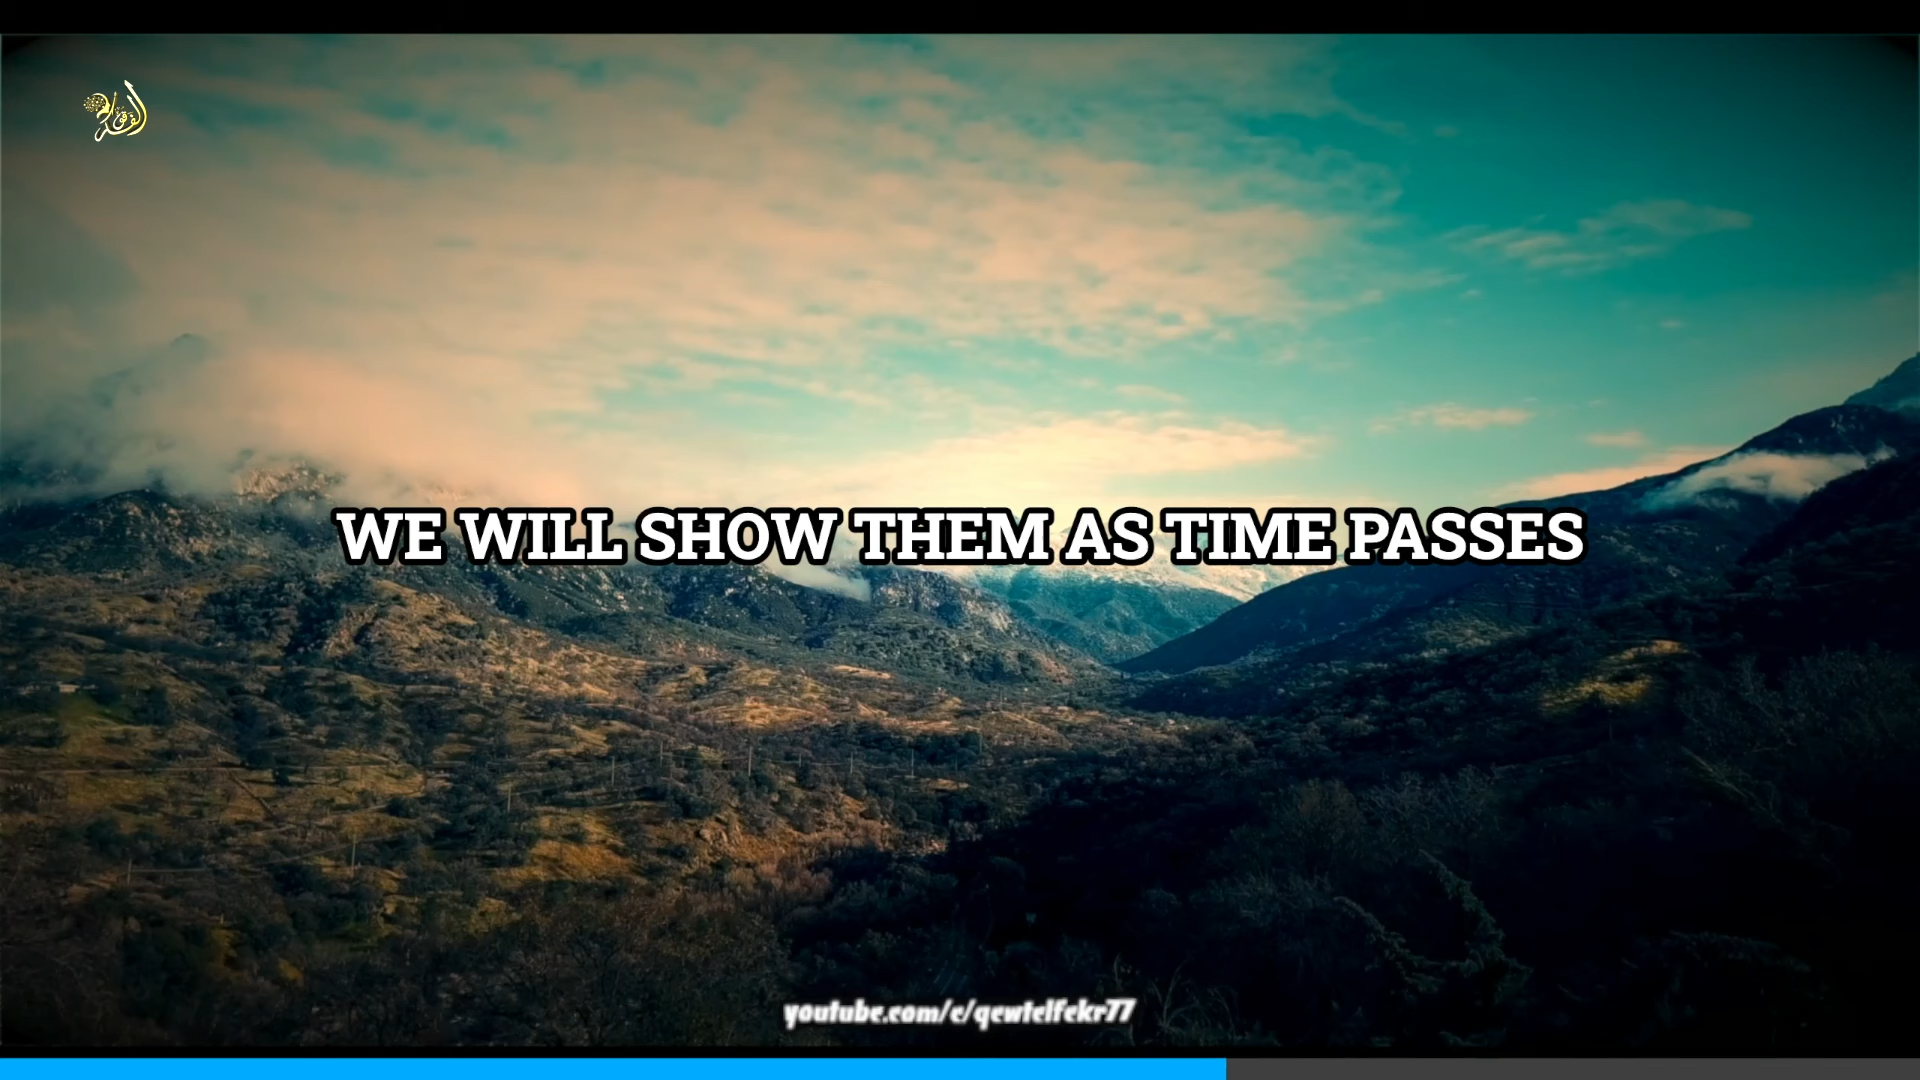 WE WILL SHOW THEM AS TIME PASSES
youtube.com/c/qewtelfekr77